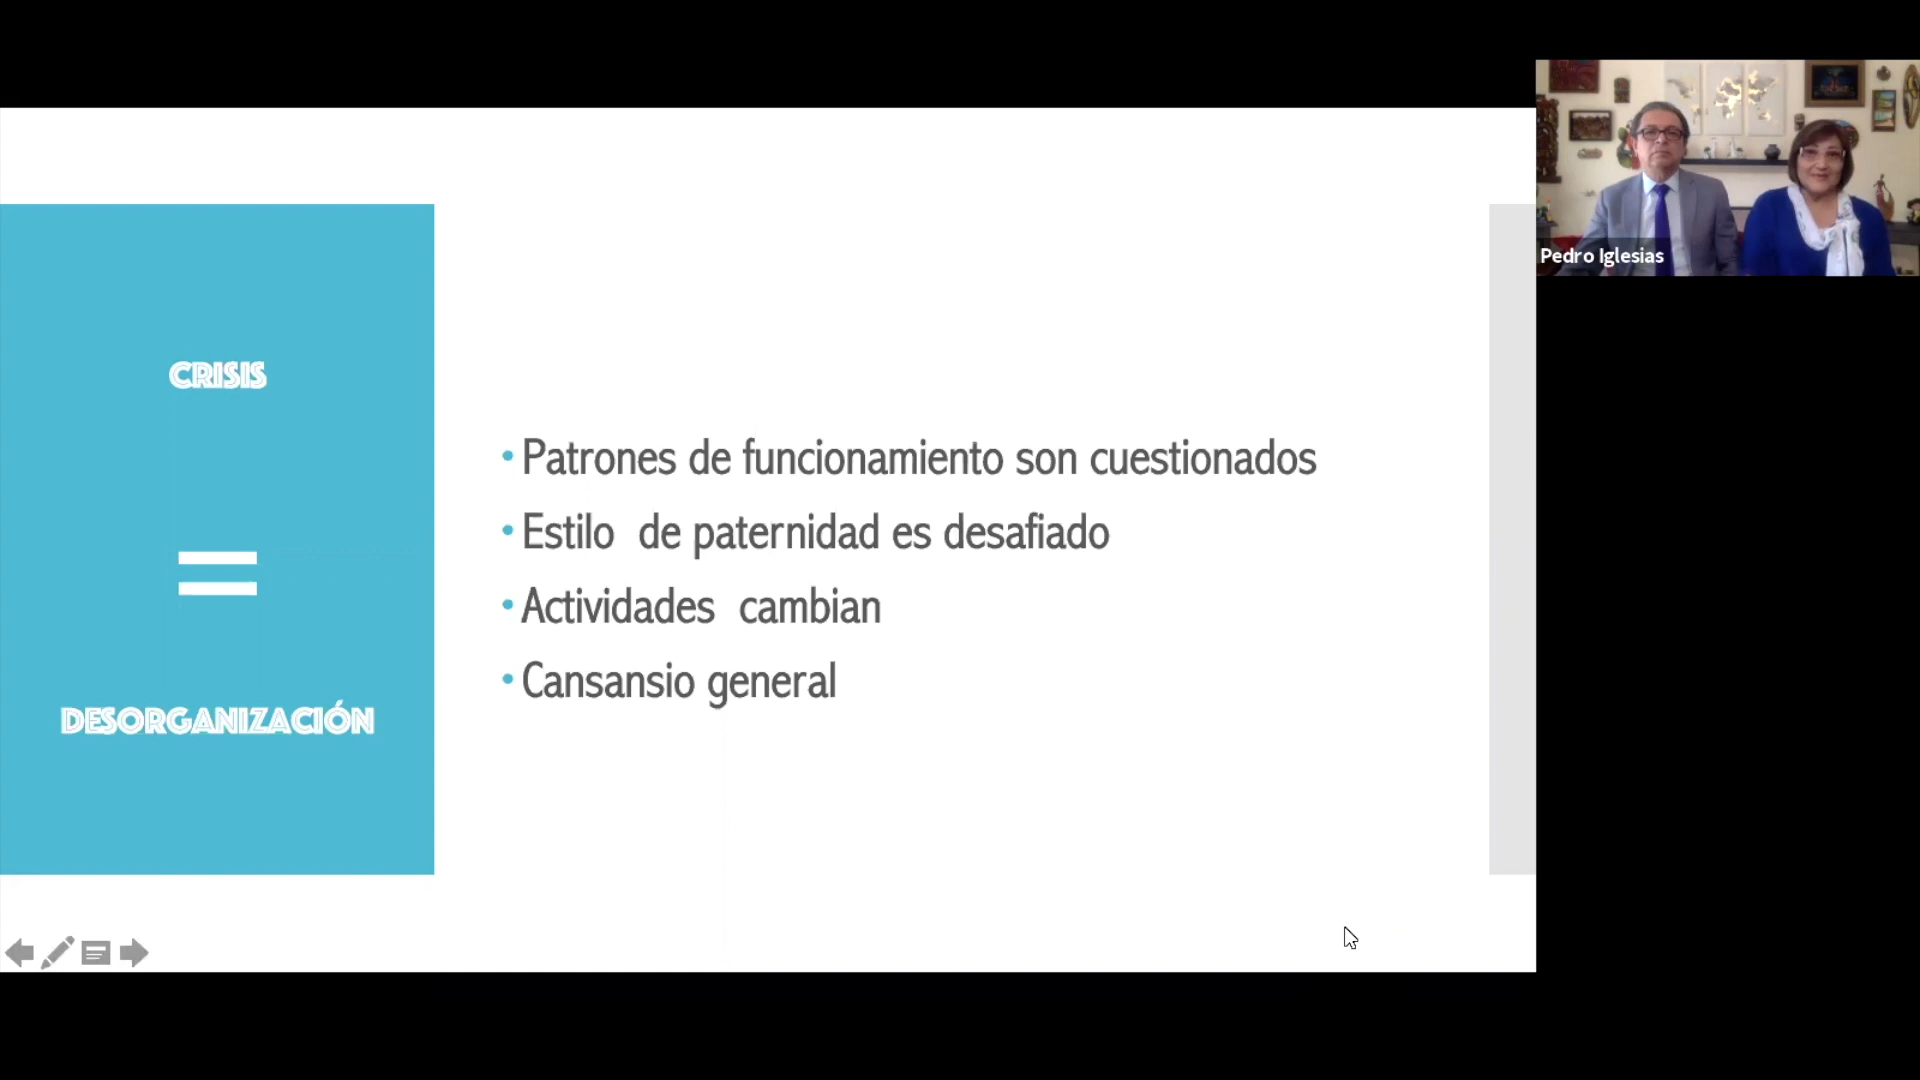 CRISIS
=
DESORGANIZACIÓN
• Patrones de funcionamiento son cuestionados
• Estilo de paternidad es desafiado
• Actividades cambian
• Cansansio general
Pedro Iglesias